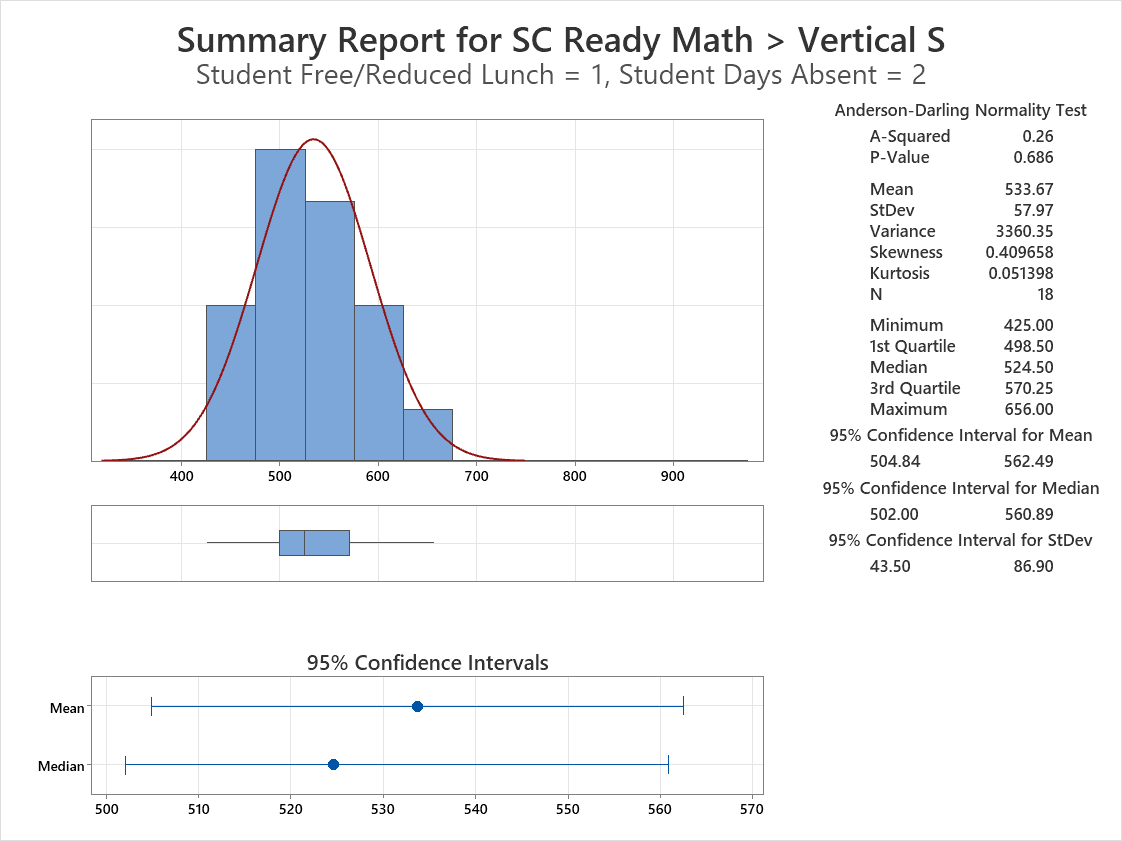 Summary Report for SC Ready Math > Vertical S
Student Free/Reduced Lunch = 1, Student Days Absent = 2
Anderson-Darling Normality Test
A-Squared 0.26
P-Value 0.686
Mean 533.67
StDev 57.97
Variance 3360.35
Skewness 0.409658
Kurtosis 0.051398
N 18
Minimum 425.00
1st Quartile 498.50
Median 524.50
3rd Quartile 570.25
Maximum 656.00
95% Confidence Interval for Mean
504.84 562.49
95% Confidence Interval for Median
502.00 560.89
95% Confidence Interval for StDev
43.50 86.90
400 500 600 700 800 900
95% Confidence Intervals
Mean
Median
500 510 520 530 540 550 560 570